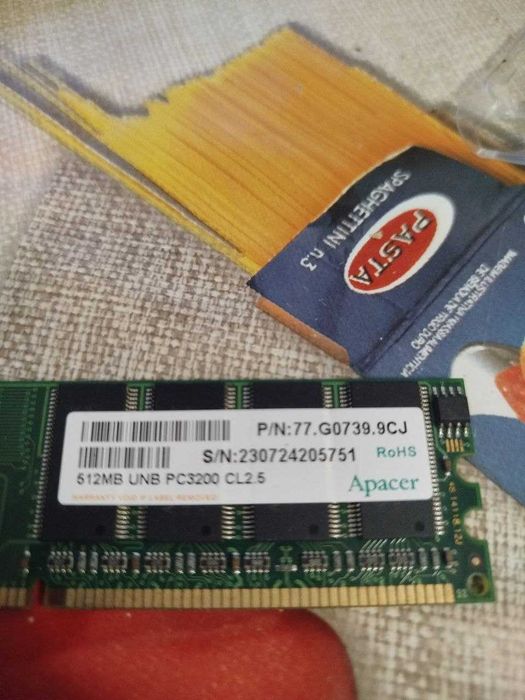 PASTA
SPAGHETTINI n.3
P/N:77.G0739.9CJ
S/N:230724205751
RoHS
512MB UNB PC3200 CL2.5
Apacer
WARRANTY VOID IF LABEL REMOVED